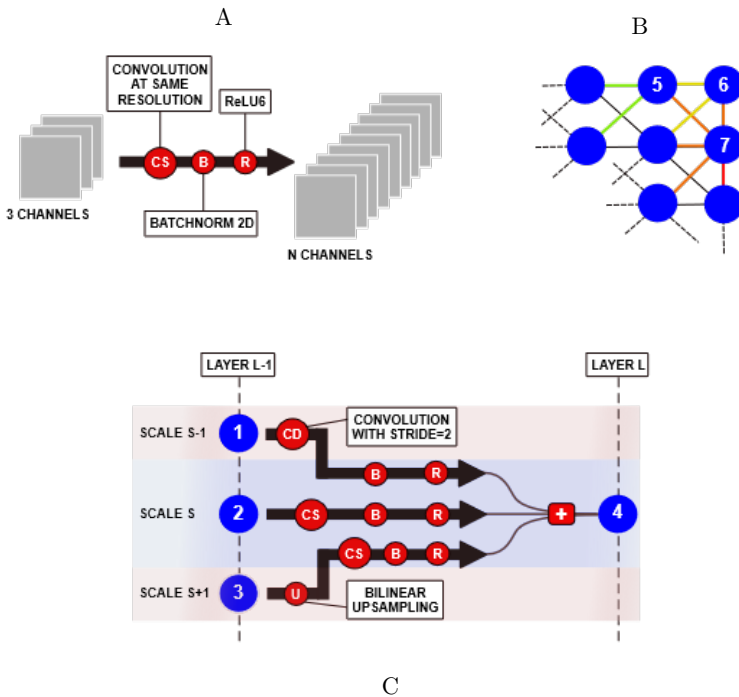 A
CONVOLUTION
AT SAME
RESOLUTION
ReLU6
CS
B
R
3 CHANNELS
BATCHNORM 2D
N CHANNELS
B
5
6
7
LAYER L-1
LAYER L
SCALE S-1
1
CD
CONVOLUTION
WITH STRIDE=2
B
R
SCALE S
2
CS
B
R
+
4
CS
B
R
SCALE S+1
3
U
BILINEAR
UPSAMPLING
C